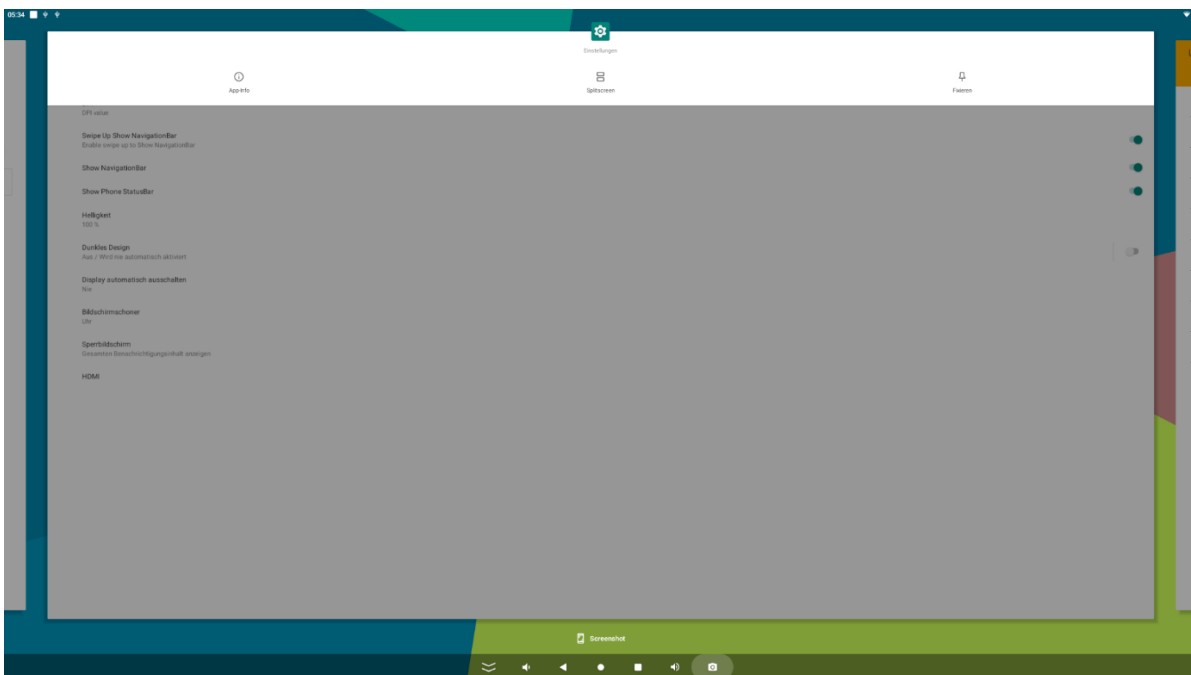 05:34
Einstellungen
App-Info
Splitscreen
Fixieren
DPI value
Swipe Up Show NavigationBar
Enable swipe up to Show NavigationBar
Show NavigationBar
Show Phone StatusBar
Helligkeit
100 %
Dunkles Design
Aus / Wird nie automatisch aktiviert
Display automatisch ausschalten
Nie
Bildschirmschoner
Uhr
Sperrbildschirm
Gesamten Benachrichtigungsinhalt anzeigen
HDMI
Screenshot